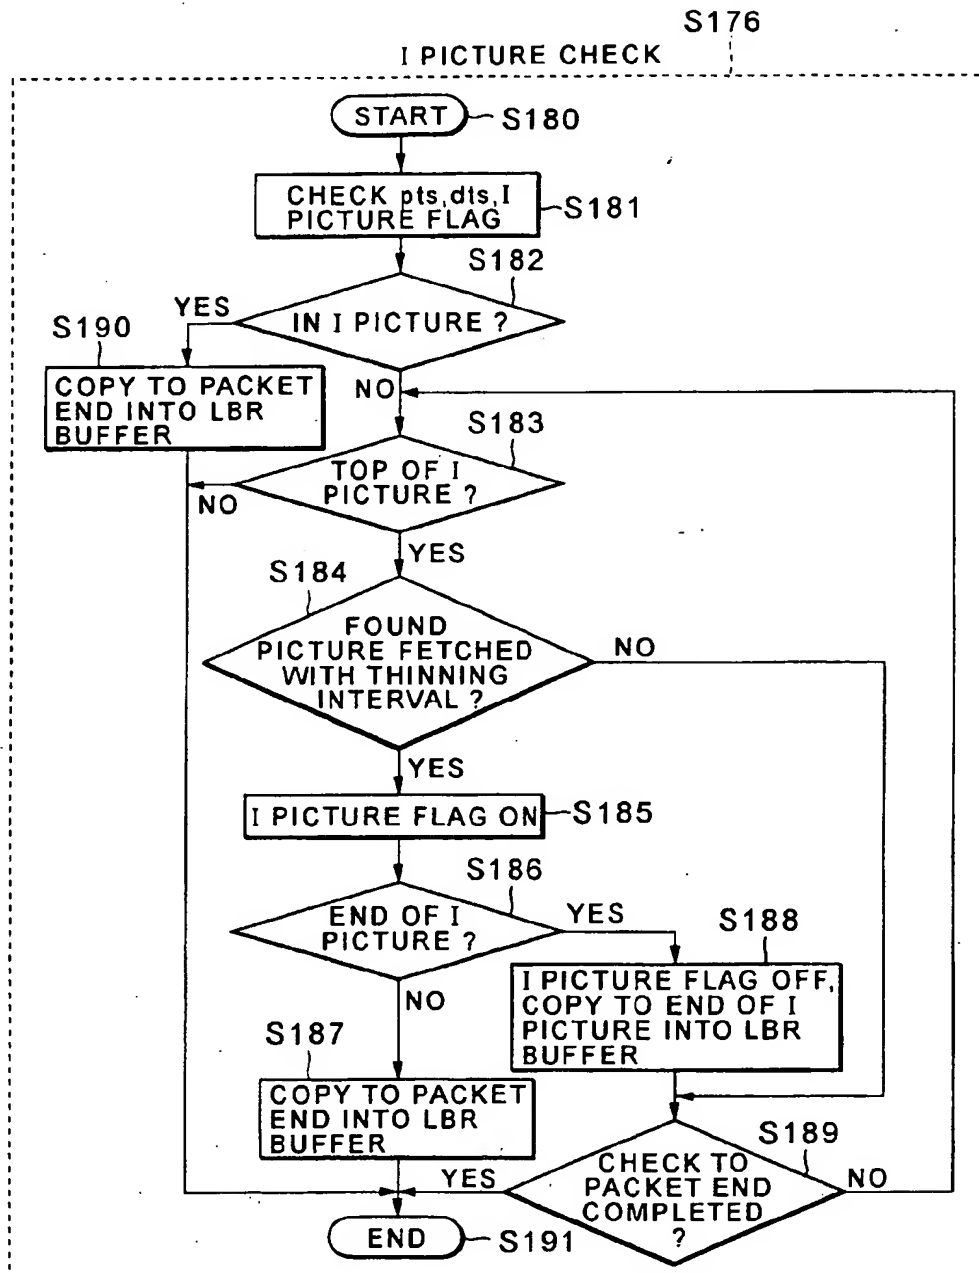 S176
I PICTURE CHECK
START
S180
CHECK pts,dts,I
PICTURE FLAG
S181
S182
IN I PICTURE ?
YES
NO
S190
COPY TO PACKET
END INTO LBR
BUFFER
S183
TOP OF I
PICTURE ?
NO
YES
S184
FOUND
PICTURE FETCHED
WITH THINNING
INTERVAL ?
NO
YES
I PICTURE FLAG ON
S185
S186
END OF I
PICTURE ?
YES
NO
S188
I PICTURE FLAG OFF,
COPY TO END OF I
PICTURE INTO LBR
BUFFER
S187
COPY TO PACKET
END INTO LBR
BUFFER
S189
CHECK TO
PACKET END
COMPLETED
?
YES
NO
END
S191